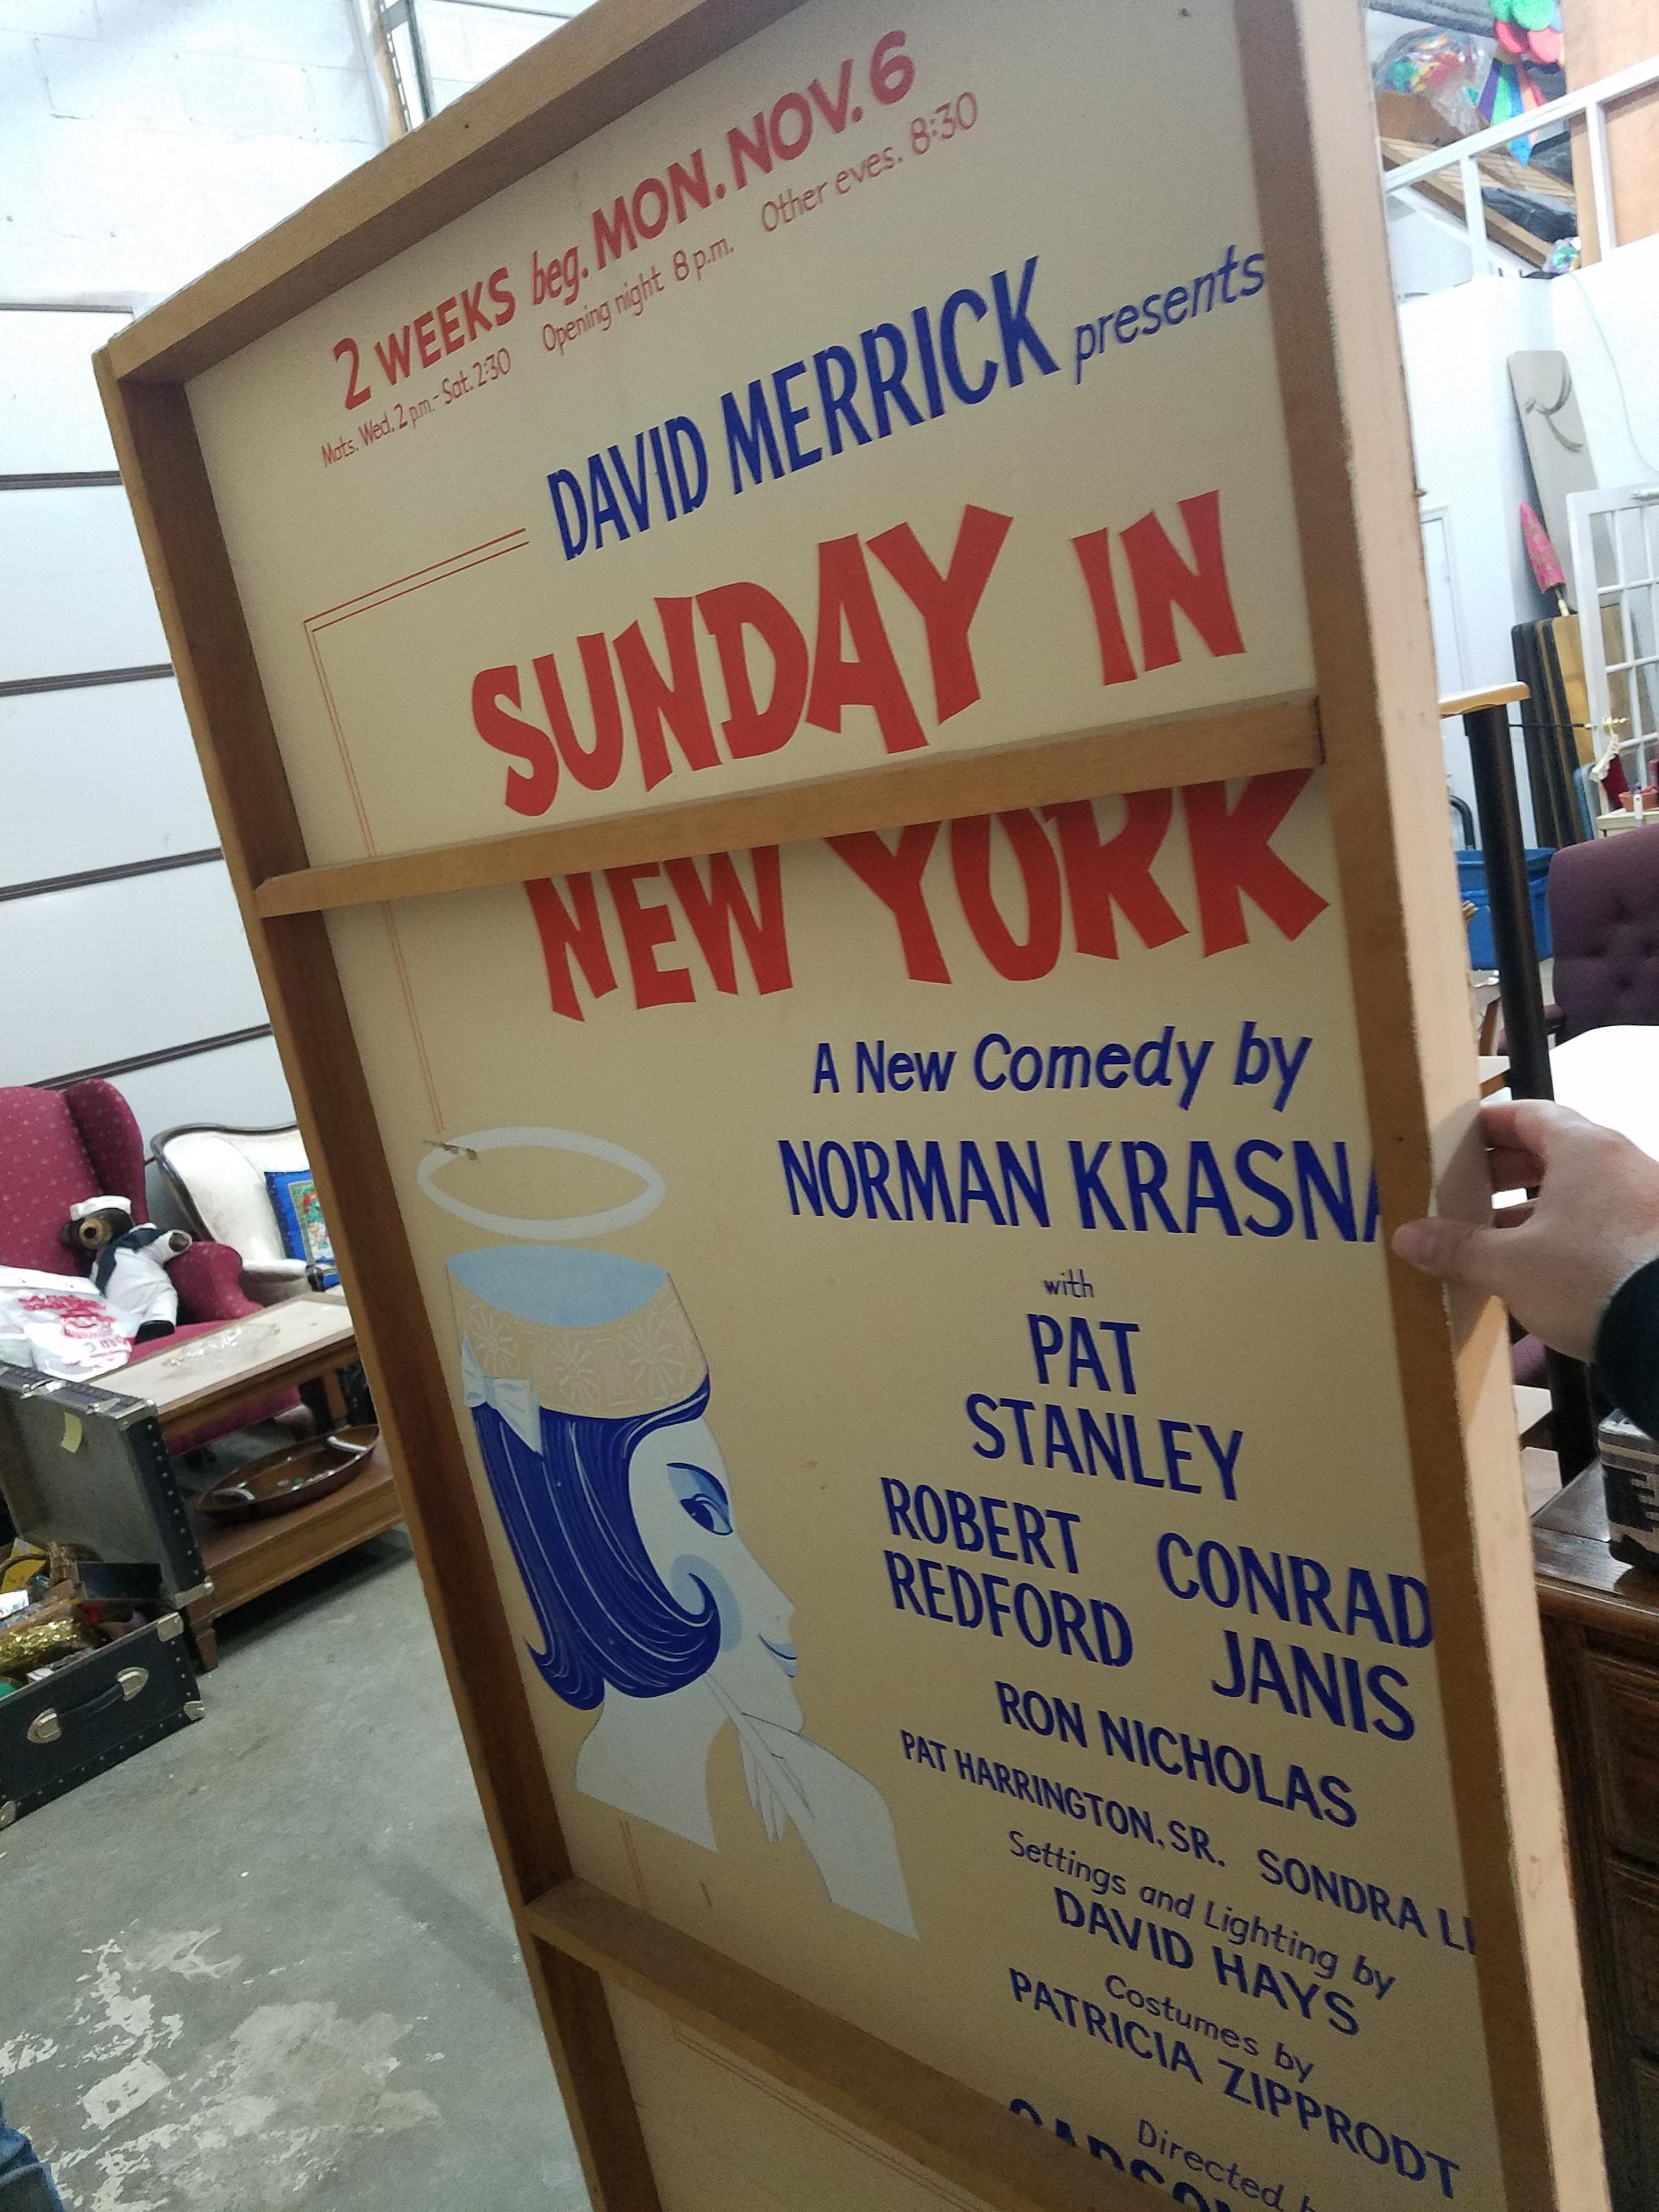 2 WEEKS beg. MON. NOV. 6
Mats. Wed. 2 p.m.- Sat. 2:30 Opening night 8 p.m. Other eves. 8:30
DAVID MERRICK presents
SUNDAY IN
NEW YORK
A New Comedy by
NORMAN KRASNA
with
PAT
STANLEY
ROBERT CONRAD
REDFORD JANIS
RON NICHOLAS
PAT HARRINGTON, SR. SONDRA
Settings and Lighting by
DAVID HAYS
Costumes by
PATRICIA ZIPPRODT
Directed